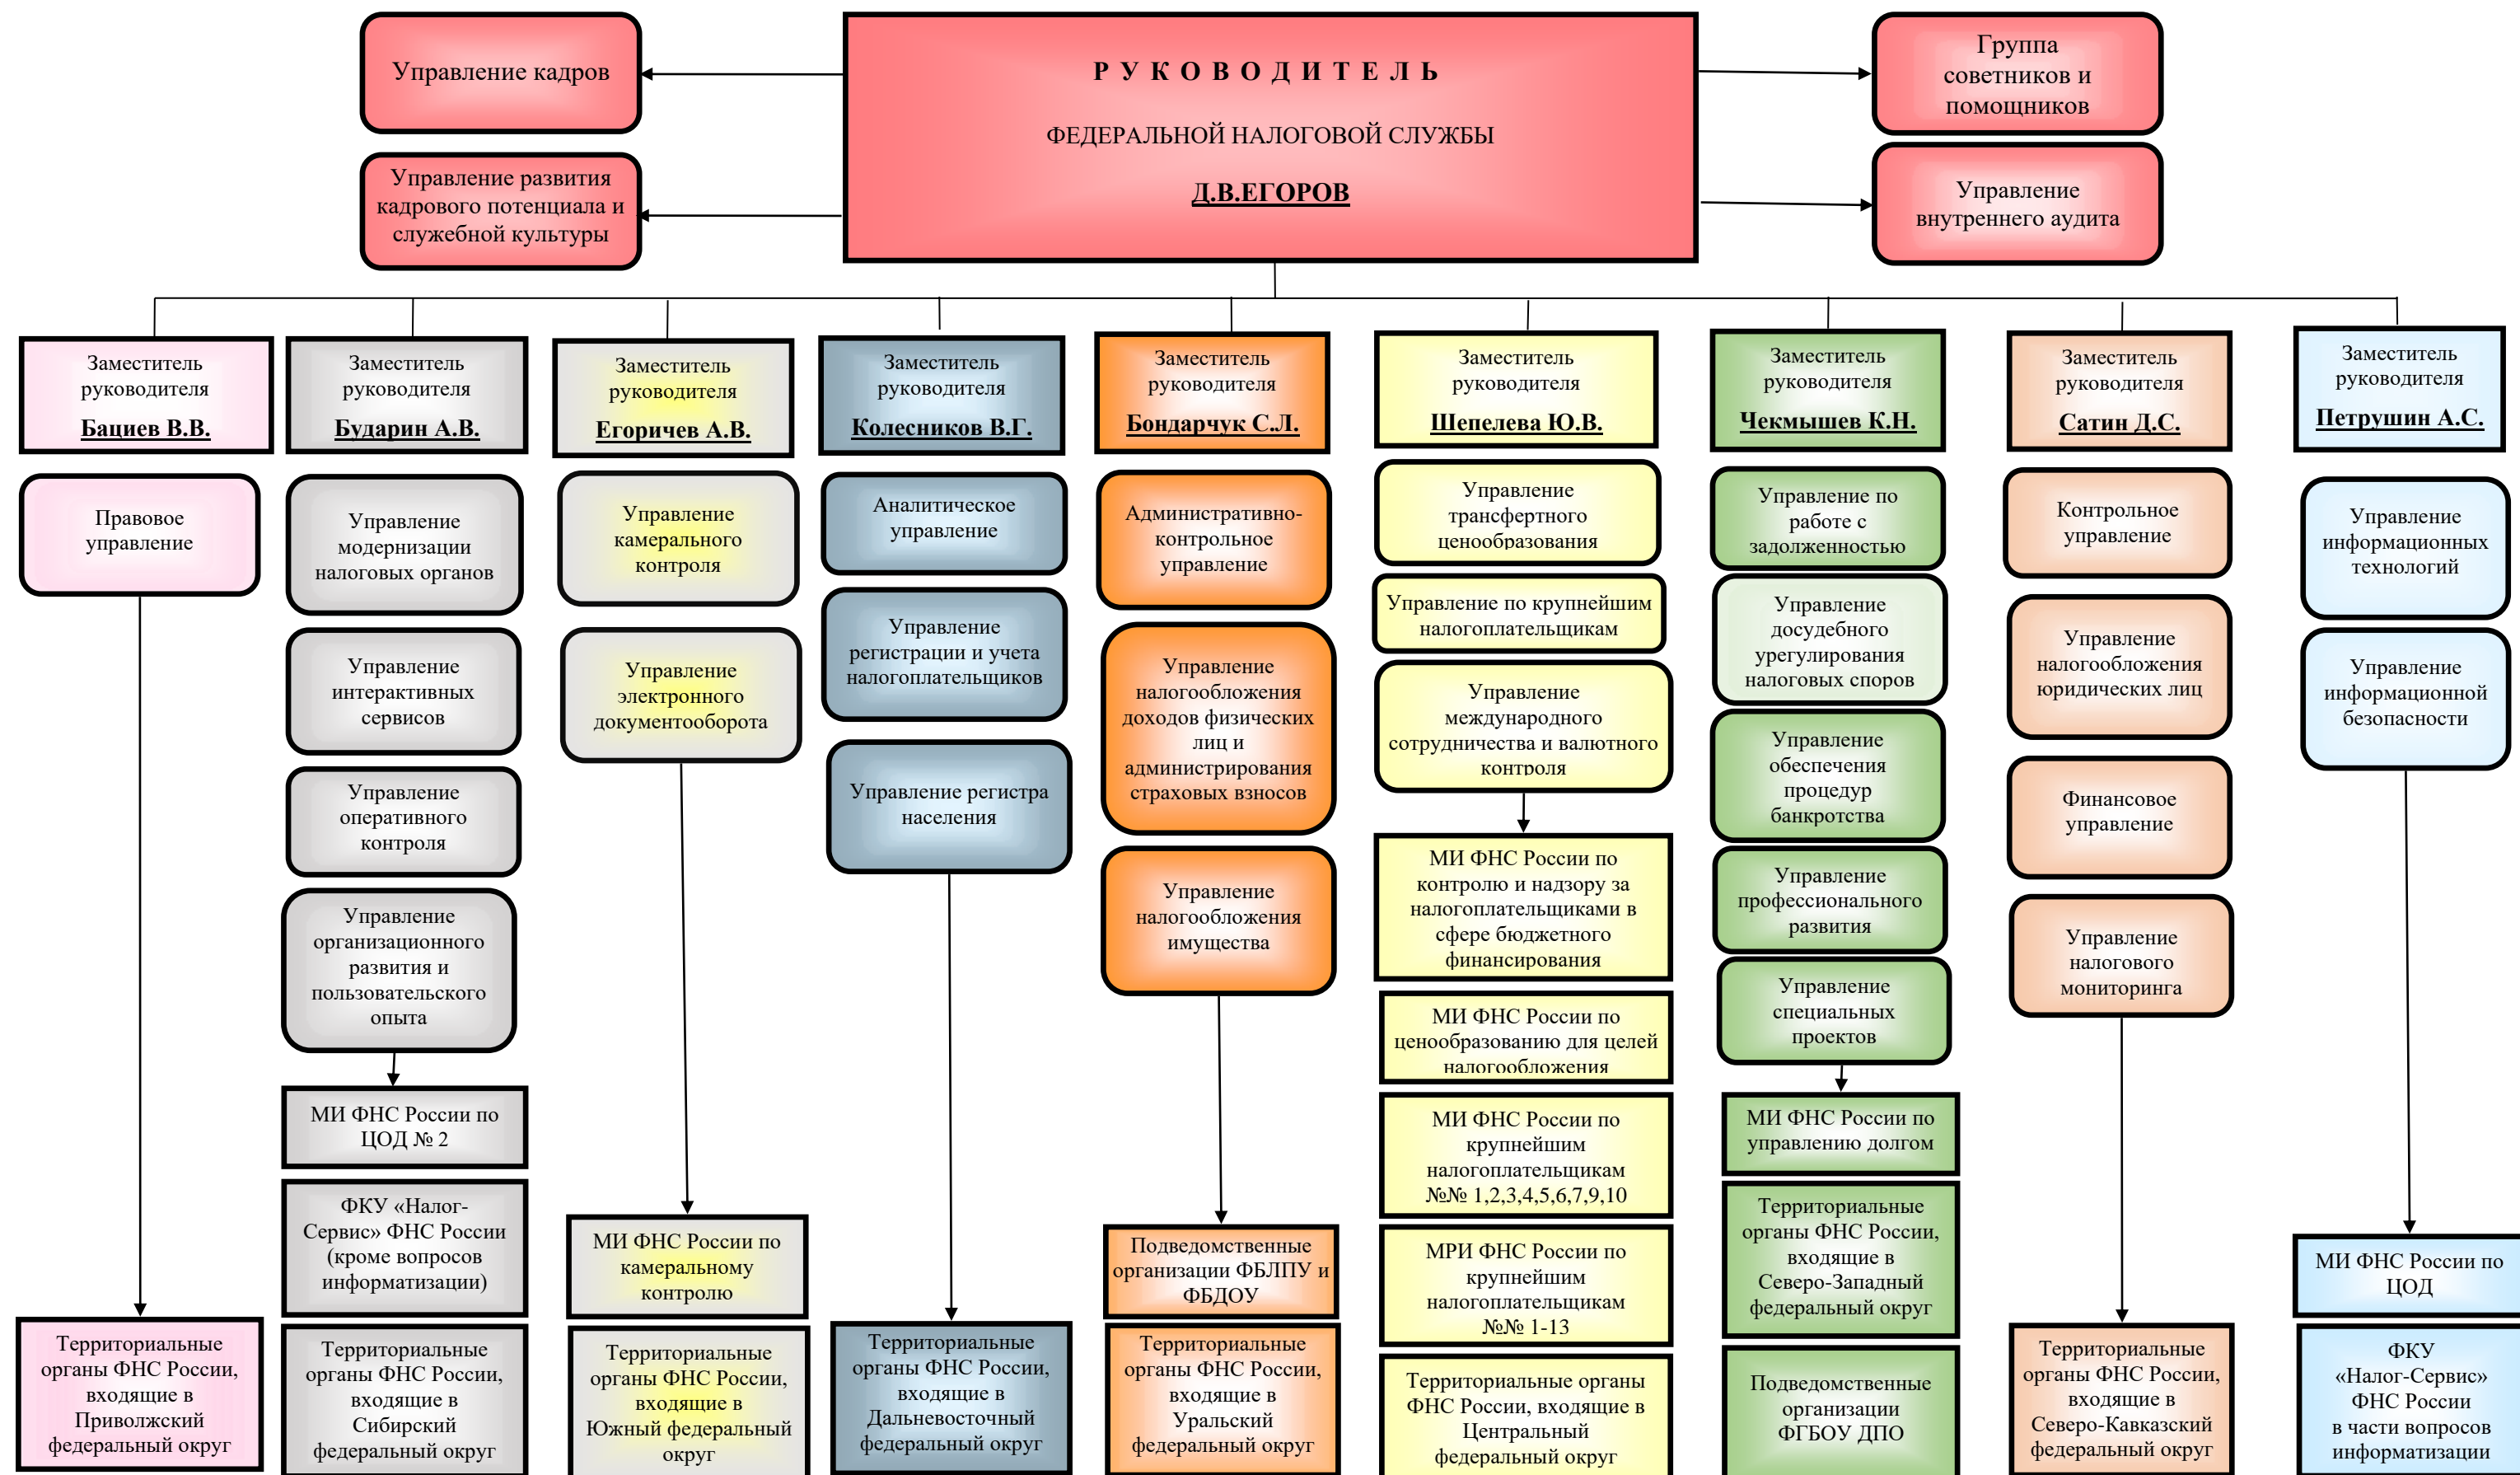 Управление кадров
Управление развития
кадрового потенциала и
служебной культуры
Р У К О В О Д И Т Е Л Ь
ФЕДЕРАЛЬНОЙ НАЛОГОВОЙ СЛУЖБЫ
Д.В.ЕГОРОВ
Группа
советников и
помощников
Управление
внутреннего аудита
Заместитель
руководителя
Бациев В.В.
Правовое
управление
Территориальные
органы ФНС России,
входящие в
Приволжский
федеральный округ
Заместитель
руководителя
Бударин А.В.
Управление
модернизации
налоговых органов
Управление
интерактивных
сервисов
Управление
оперативного
контроля
Управление
организационного
развития и
пользовательского
опыта
МИ ФНС России по
ЦОД № 2
ФКУ «Налог-
Сервис» ФНС России
(кроме вопросов
информатизации)
Территориальные
органы ФНС России,
входящие в
Сибирский
федеральный округ
Заместитель
руководителя
Егоричев А.В.
Управление
камерального
контроля
Управление
электронного
документооборота
МИ ФНС России по
камеральному
контролю
Территориальные
органы ФНС России,
входящие в
Южный федеральный
округ
Заместитель
руководителя
Колесников В.Г.
Аналитическое
управление
Управление
регистрации и учета
налогоплательщиков
Управление регистра
населения
Территориальные
органы ФНС России,
входящие в
Дальневосточный
федеральный округ
Заместитель
руководителя
Бондарчук С.Л.
Административно-
контрольное
управление
Управление
налогообложения
доходов физических
лиц и
администрирования
страховых взносов
Управление
налогообложения
имущества
Подведомственные
организации ФБЛПУ и
ФБДОУ
Территориальные
органы ФНС России,
входящие в
Уральский
федеральный округ
Заместитель
руководителя
Шепелева Ю.В.
Управление
трансфертного
ценообразования
Управление по крупнейшим
налогоплательщикам
Управление
международного
сотрудничества и валютного
контроля
МИ ФНС России по
контролю и надзору за
налогоплательщиками в
сфере бюджетного
финансирования
МИ ФНС России по
ценообразованию для целей
налогообложения
МИ ФНС России по
крупнейшим
налогоплательщикам
№№ 1,2,3,4,5,6,7,9,10
МРИ ФНС России по
крупнейшим
налогоплательщикам
№№ 1-13
Территориальные органы
ФНС России, входящие в
Центральный
федеральный округ
Заместитель
руководителя
Чекмышев К.Н.
Управление по
работе с
задолженностью
Управление
досудебного
урегулирования
налоговых споров
Управление
обеспечения
процедур
банкротства
Управление
профессионального
развития
Управление
специальных
проектов
МИ ФНС России по
управлению долгом
Территориальные
органы ФНС России,
входящие в
Северо-Западный
федеральный округ
Подведомственные
организации
ФГБОУ ДПО
Заместитель
руководителя
Сатин Д.С.
Контрольное
управление
Управление
налогообложения
юридических лиц
Финансовое
управление
Управление
налогового
мониторинга
Территориальные
органы ФНС России,
входящие в
Северо-Кавказский
федеральный округ
Заместитель
руководителя
Петрушин А.С.
Управление
информационных
технологий
Управление
информационной
безопасности
МИ ФНС России по
ЦОД
ФКУ
«Налог-Сервис»
ФНС России
в части вопросов
информатизации